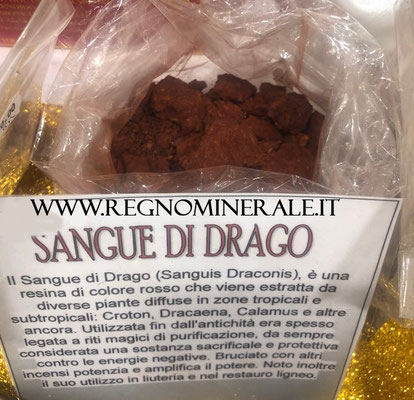 WWW.REGNOMINERALE.IT
SANGUE DI DRAGO
Il Sangue di Drago (Sanguis Draconis), è una
resina di colore rosso che viene estratta da
diverse piante diffuse in zone tropicali e
subtropicali: Croton, Dracaena, Calamus e altre
ancora. Utilizzata fin dall'antichità era spesso
legata a riti magici di purificazione, da sempre
considerata una sostanza sacrificale e protettiva
contro le energie negative. Bruciato con altri
incensi potenzia e amplifica il potere. Noto inoltre
il suo utilizzo in liuteria e nel restauro ligneo.